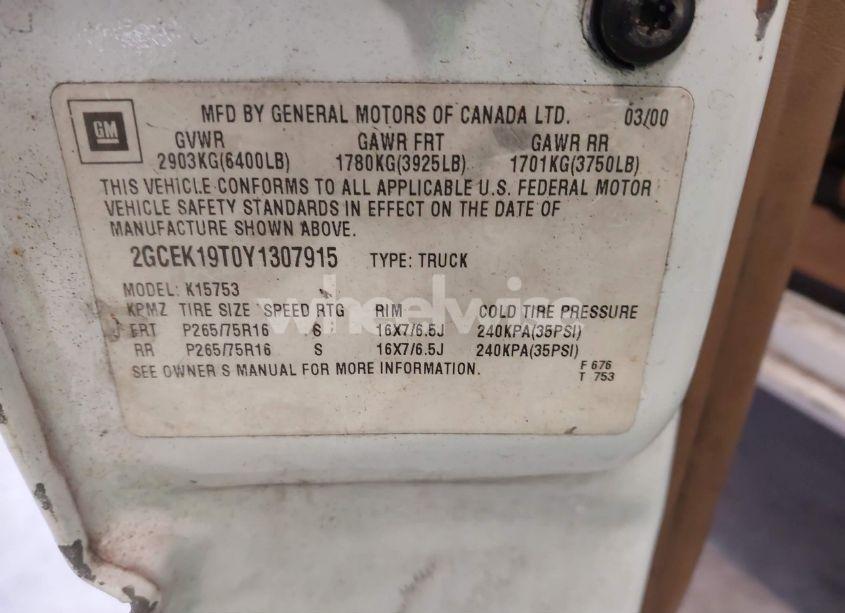 GM
MFD BY GENERAL MOTORS OF CANADA LTD. 03/00
GVWR GAWR FRT GAWR RR
2903KG(6400LB) 1780KG(3925LB) 1701KG(3750LB)
THIS VEHICLE CONFORMS TO ALL APPLICABLE U.S. FEDERAL MOTOR
VEHICLE SAFETY STANDARDS IN EFFECT ON THE DATE OF
MANUFACTURE SHOWN ABOVE.
2GCEK19T0Y1307915 TYPE: TRUCK
MODEL: K15753
KPMZ TIRE SIZE SPEED RTG RIM COLD TIRE PRESSURE
FRT P265/75R16 S 16X7/6.5J 240KPA(35PSI)
RR P265/75R16 S 16X7/6.5J 240KPA(35PSI)
SEE OWNER S MANUAL FOR MORE INFORMATION.
F 676
T 753